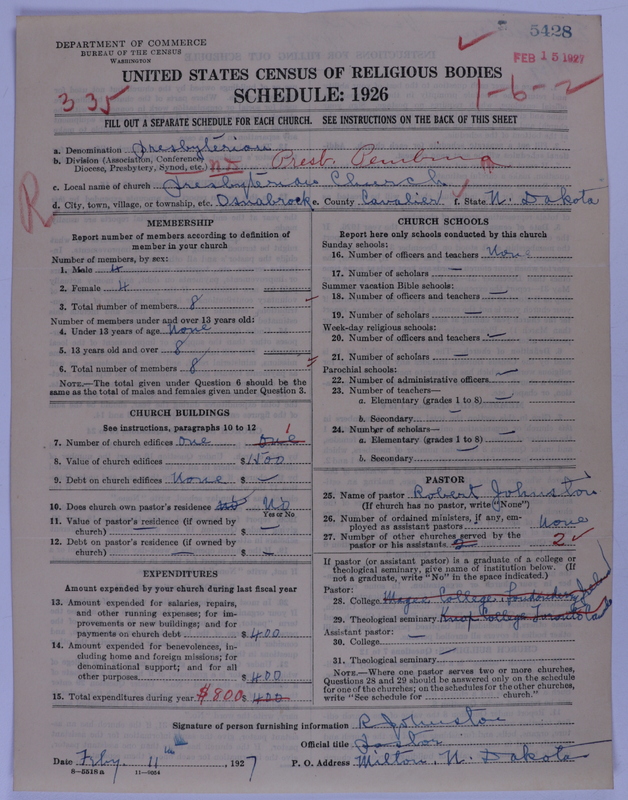 5428
DEPARTMENT OF COMMERCE
BUREAU OF THE CENSUS
WASHINGTON
FEB 15 1927
UNITED STATES CENSUS OF RELIGIOUS BODIES
SCHEDULE: 1926
335
1-6-2
FILL OUT A SEPARATE SCHEDULE FOR EACH CHURCH. SEE INSTRUCTIONS ON THE BACK OF THIS SHEET
a. Denomination Presbyterian
b. Division (Association, Conference,
Diocese, Presbytery, Synod, etc.) Presb. Pembina
R
c. Local name of church Presbyterian Church
d. City, town, village, or township, etc. Osnabrock e. County Cavalier f. State N. Dakota
MEMBERSHIP
Report number of members according to definition of
member in your church
Number of members, by sex:
1. Male 4
2. Female 4
3. Total number of members 8
Number of members under and over 13 years old:
4. Under 13 years of age None
5. 13 years old and over 8
6. Total number of members 8
NOTE.—The total given under Question 6 should be the
same as the total of males and females given under Question 3.
CHURCH BUILDINGS
See instructions, paragraphs 10 to 12
7. Number of church edifices one one 1
8. Value of church edifices $1500
9. Debt on church edifices None $ —
10. Does church own pastor's residence No No
Yes or No
11. Value of pastor's residence (if owned by
church) — $ —
12. Debt on pastor's residence (if owned by
church) — $ —
EXPENDITURES
Amount expended by your church during last fiscal year
13. Amount expended for salaries, repairs,
and other running expenses; for im-
provements or new buildings; and for
payments on church debt $400
14. Amount expended for benevolences, in-
cluding home and foreign missions; for
denominational support; and for all
other purposes $400
15. Total expenditures during year $800 $400
CHURCH SCHOOLS
Report here only schools conducted by this church
Sunday schools:
16. Number of officers and teachers None
17. Number of scholars —
Summer vacation Bible schools:
18. Number of officers and teachers —
19. Number of scholars —
Week-day religious schools:
20. Number of officers and teachers —
21. Number of scholars —
Parochial schools:
22. Number of administrative officers —
23. Number of teachers—
a. Elementary (grades 1 to 8) —
b. Secondary —
24. Number of scholars—
a. Elementary (grades 1 to 8) —
b. Secondary —
PASTOR
25. Name of pastor Robert Johnston
(If church has no pastor, write "None")
26. Number of ordained ministers, if any, em-
ployed as assistant pastors None
27. Number of other churches served by the
pastor or his assistants 2 2
If pastor (or assistant pastor) is a graduate of a college or
theological seminary, give name of institution below. (If
not a graduate, write "No" in the space indicated.)
Pastor:
28. College Magee College, Londonderry
29. Theological seminary Knox College Toronto
Assistant pastor:
30. College —
31. Theological seminary —
NOTE.—Where one pastor serves two or more churches,
Questions 28 and 29 should be answered only on the schedule
for one of the churches; on the schedules for the other churches,
write "See schedule for church."
Signature of person furnishing information R Johnston
Official title Pastor
Date Feby 11th, 1927 P. O. Address Milton, N. Dakota
8-5518a 11-9054